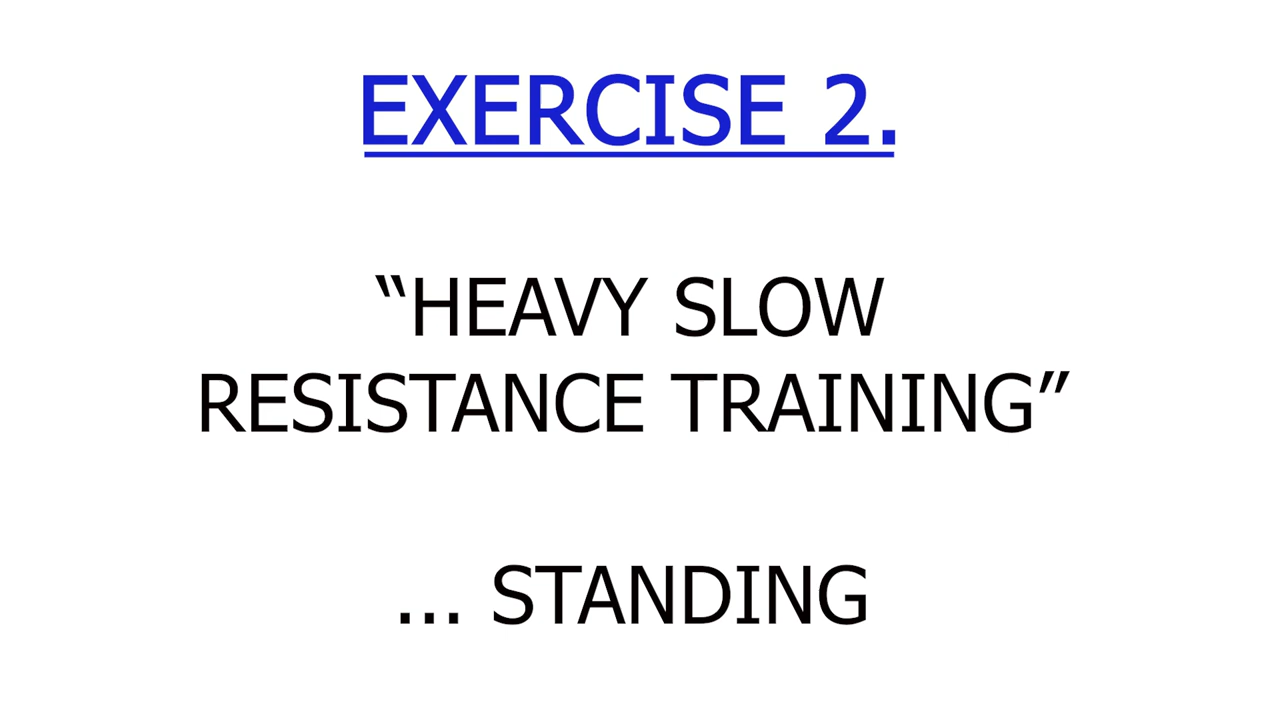 EXERCISE 2.
“HEAVY SLOW
RESISTANCE TRAINING”
... STANDING